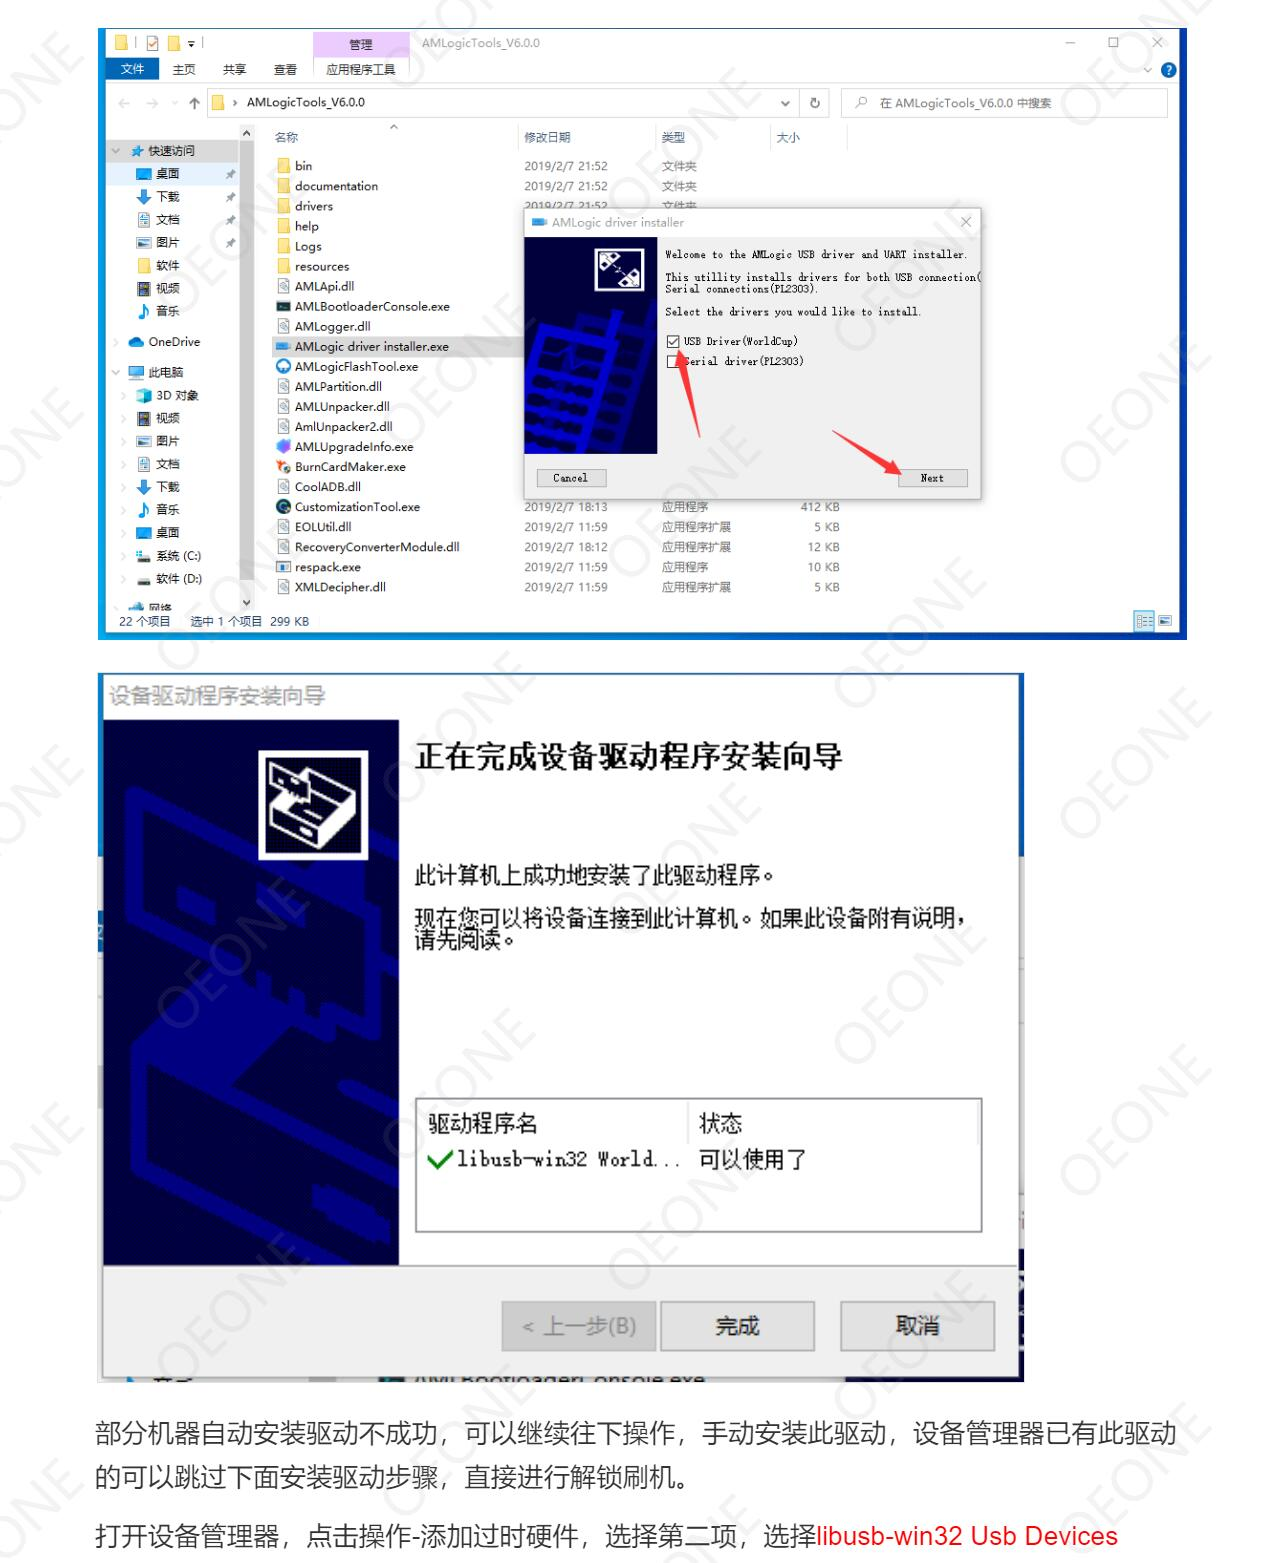 管理 AMLogicTools_V6.0.0
文件 主页 共享 查看 应用程序工具
AMLogicTools_V6.0.0 在 AMLogicTools_V6.0.0 中搜索
名称 修改日期 类型 大小
快速访问
桌面
下载
文档
图片
软件
视频
音乐
OneDrive
此电脑
3D 对象
视频
图片
文档
下载
音乐
桌面
系统 (C:)
软件 (D:)
网络
bin 2019/2/7 21:52 文件夹
documentation 2019/2/7 21:52 文件夹
drivers 2019/2/7 21:52 文件夹
help
Logs
resources
AMLApi.dll
AMLBootloaderConsole.exe
AMLogger.dll
AMLogic driver installer.exe
AMLogicFlashTool.exe
AMLPartition.dll
AMLUnpacker.dll
AmlUnpacker2.dll
AMLUpgradeInfo.exe
BurnCardMaker.exe
CoolADB.dll
CustomizationTool.exe 2019/2/7 18:13 应用程序 412 KB
EOLUtil.dll 2019/2/7 11:59 应用程序扩展 5 KB
RecoveryConverterModule.dll 2019/2/7 18:12 应用程序扩展 12 KB
respack.exe 2019/2/7 11:59 应用程序 10 KB
XMLDecipher.dll 2019/2/7 11:59 应用程序扩展 5 KB
AMLogic driver installer
Welcome to the AMLogic USB driver and UART installer.
This utillity installs drivers for both USB connection(
Serial connections(PL2303).
Select the drivers you would like to install.
USB Driver(WorldCup)
Serial driver(PL2303)
Cancel Next
22 个项目 选中 1 个项目 299 KB
设备驱动程序安装向导
正在完成设备驱动程序安装向导
此计算机上成功地安装了此驱动程序。
现在您可以将设备连接到此计算机。如果此设备附有说明，
请先阅读。
驱动程序名 状态
libusb-win32 World... 可以使用了
< 上一步(B) 完成 取消
AMLBootloaderConsole.exe
部分机器自动安装驱动不成功，可以继续往下操作，手动安装此驱动，设备管理器已有此驱动
的可以跳过下面安装驱动步骤，直接进行解锁刷机。
打开设备管理器，点击操作-添加过时硬件，选择第二项，选择libusb-win32 Usb Devices
OEONE